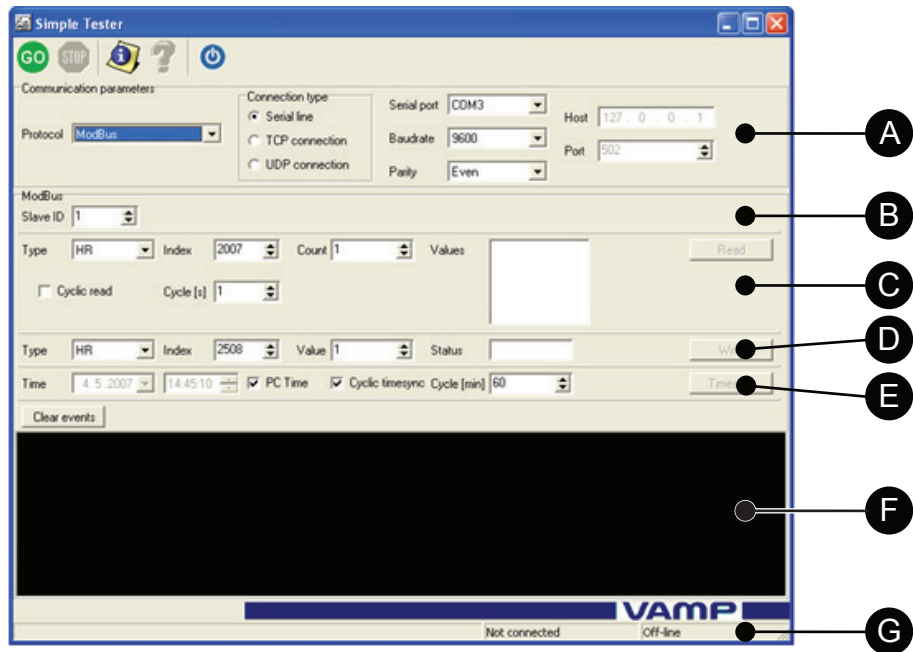 Simple Tester
GO STOP
Communication parameters
Connection type
Serial line
TCP connection
UDP connection
Protocol ModBus
Serial port COM3
Baudrate 9600
Parity Even
Host 127 . 0 . 0 . 1
Port 502
A
ModBus
Slave ID 1
B
Type HR Index 2007 Count 1 Values Read
Cyclic read Cycle [s] 1
C
Type HR Index 2508 Value 1 Status
D
Time 4. 5. 2007 14:45:10 PC Time Cyclic timesync Cycle [min] 60
E
Clear events
F
VAMP
Not connected Off-line
G